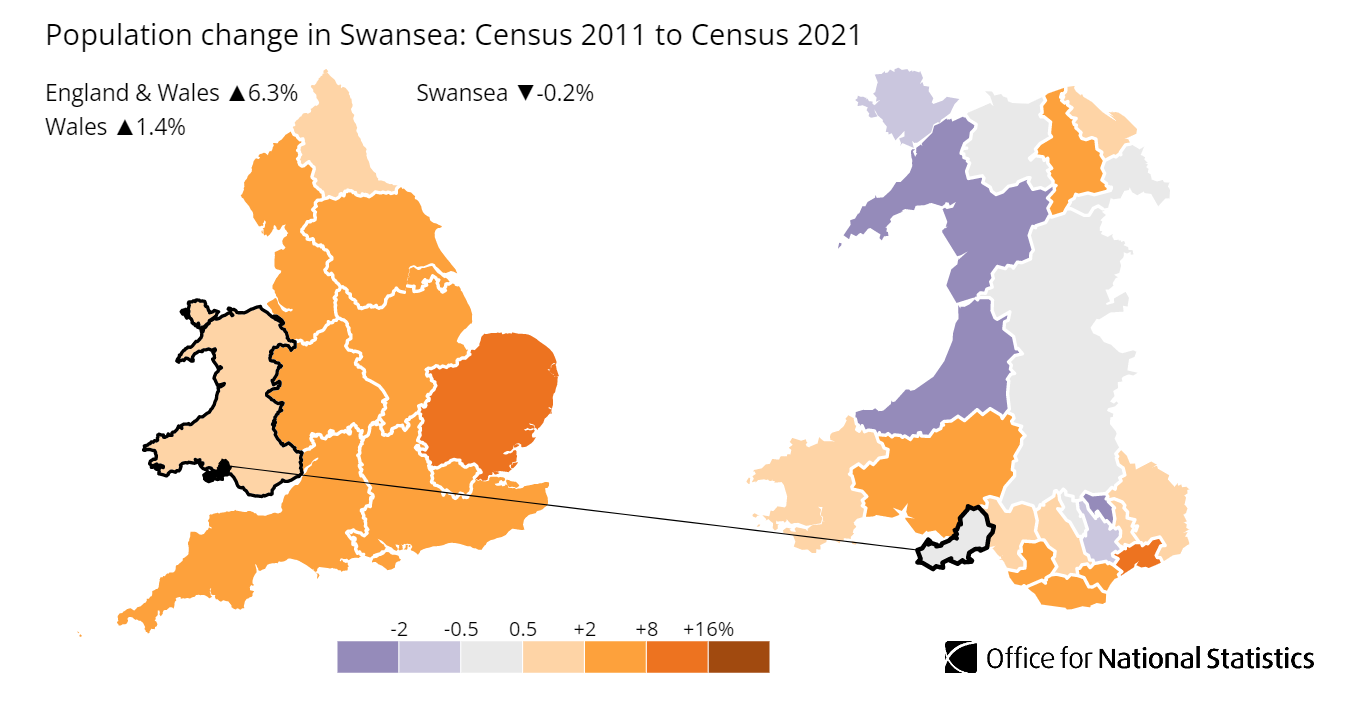 Population change in Swansea: Census 2011 to Census 2021
England & Wales ▲6.3%
Swansea ▼-0.2%
Wales ▲1.4%
-2 -0.5 0.5 +2 +8 +16%
Office for National Statistics